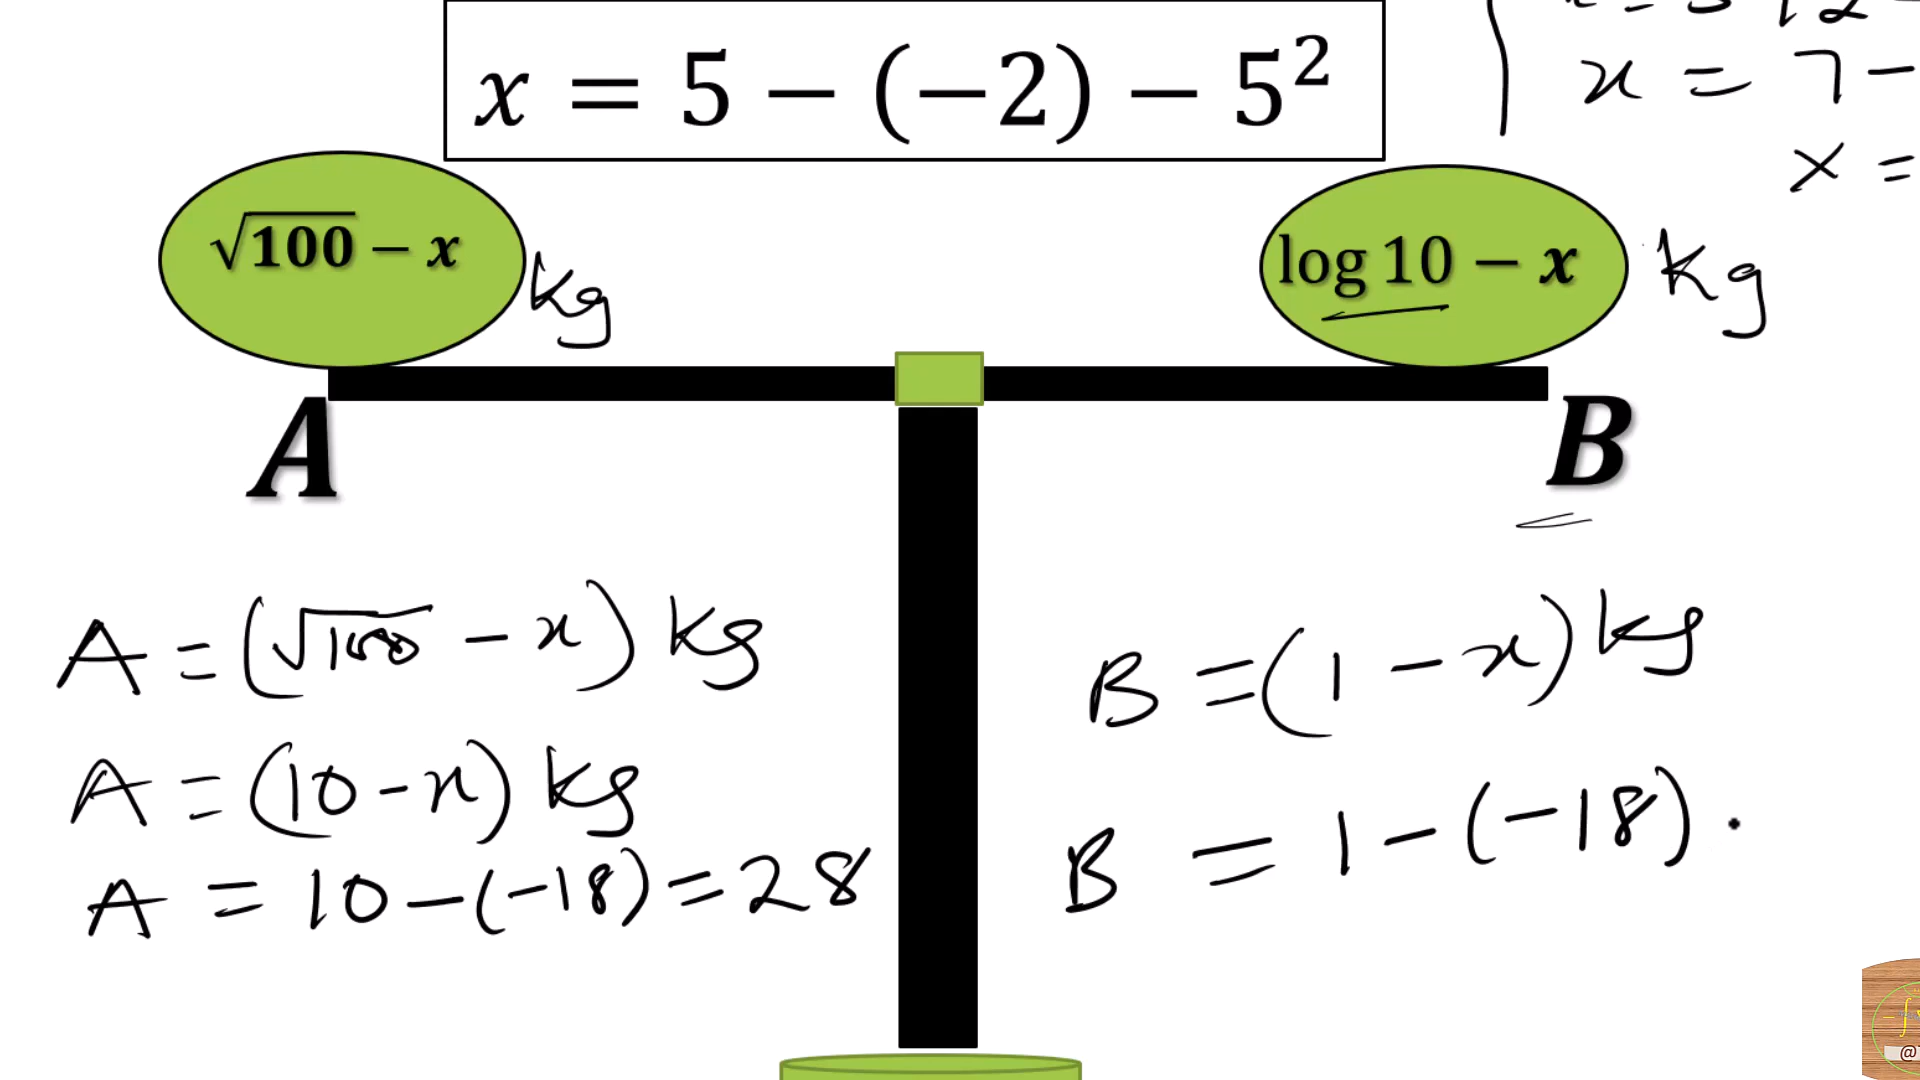 x = 5 − (−2) − 5²
x = 7 −
x =
√100 − x
kg
log 10 − x
kg
A
B
A = (√100 − x) kg
A = (10 − x) kg
A = 10 − (−18) = 28
B = (1 − x) kg
B = 1 − (−18)
@